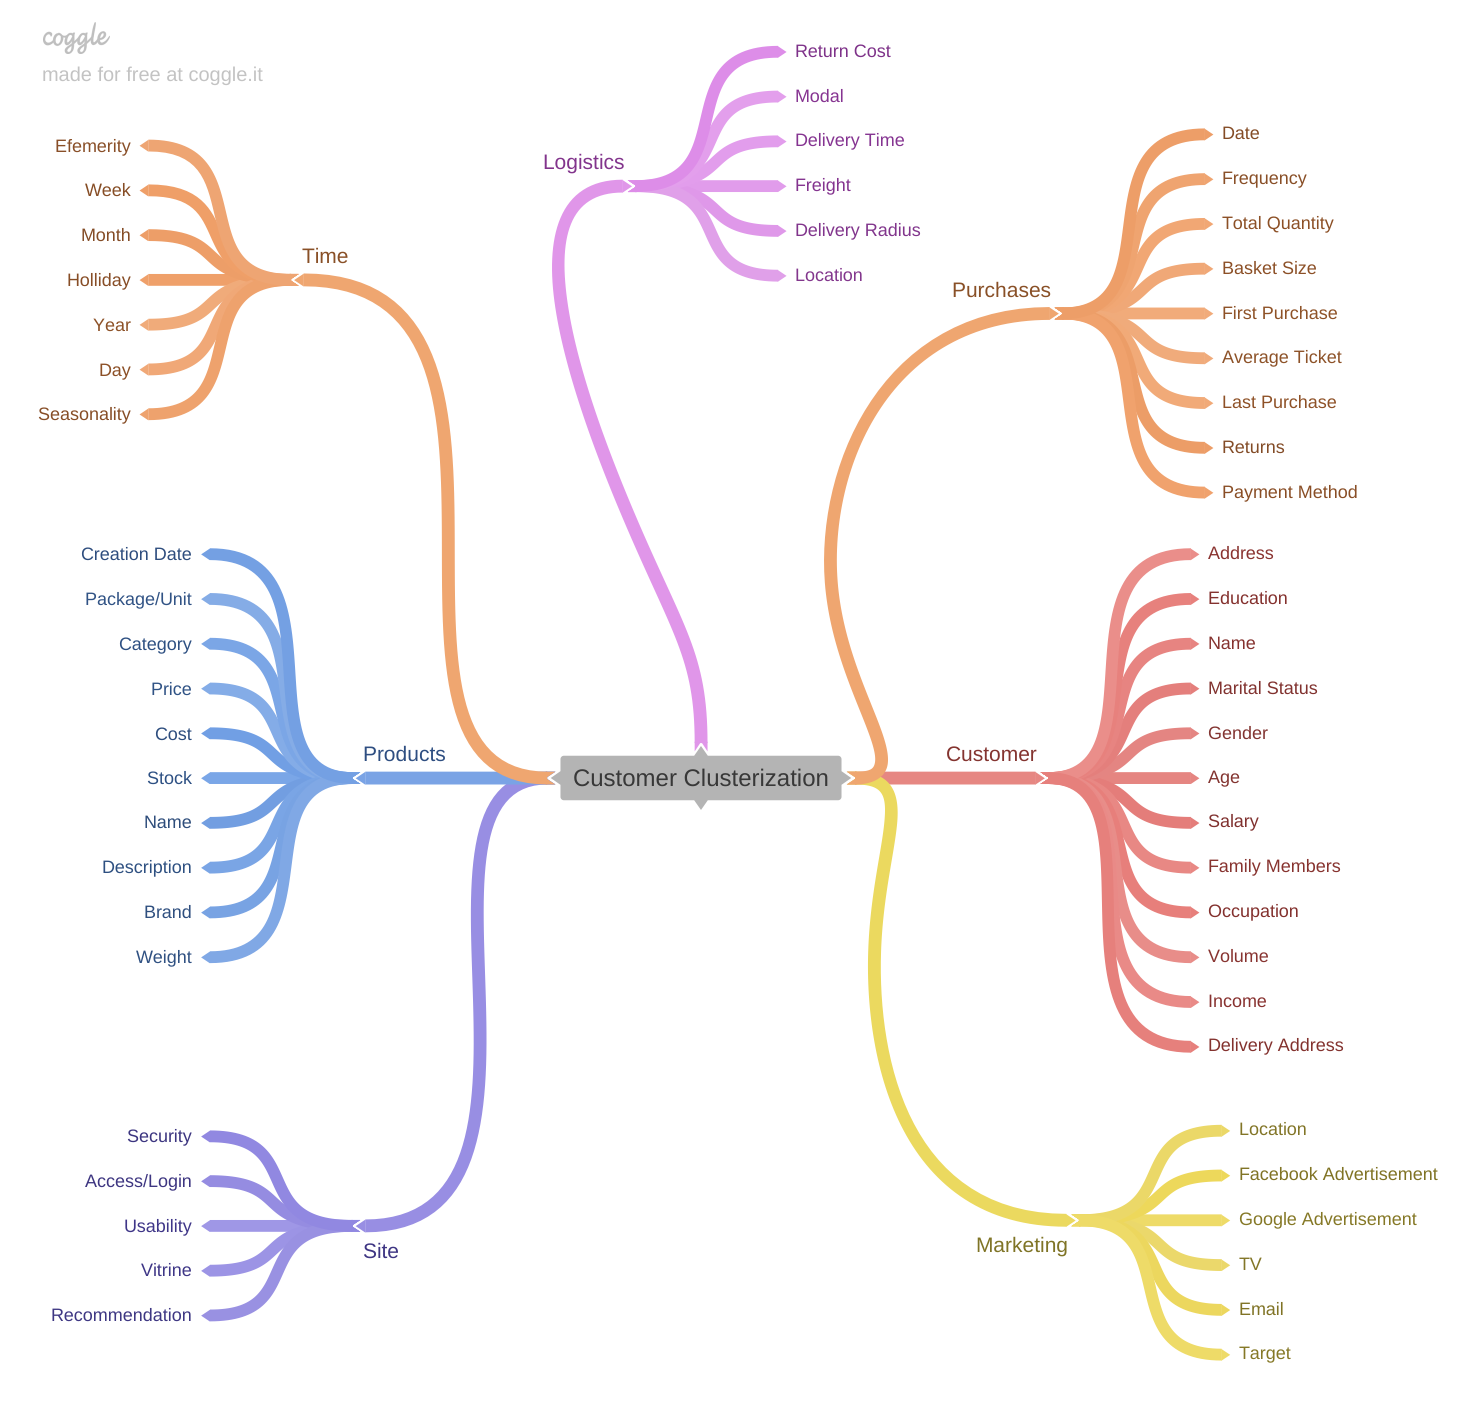 coggle
made for free at coggle.it
Logistics
Return Cost
Modal
Delivery Time
Freight
Delivery Radius
Location
Time
Efemerity
Week
Month
Holliday
Year
Day
Seasonality
Purchases
Date
Frequency
Total Quantity
Basket Size
First Purchase
Average Ticket
Last Purchase
Returns
Payment Method
Products
Creation Date
Package/Unit
Category
Price
Cost
Stock
Name
Description
Brand
Weight
Customer Clusterization
Customer
Address
Education
Name
Marital Status
Gender
Age
Salary
Family Members
Occupation
Volume
Income
Delivery Address
Site
Security
Access/Login
Usability
Vitrine
Recommendation
Marketing
Location
Facebook Advertisement
Google Advertisement
TV
Email
Target